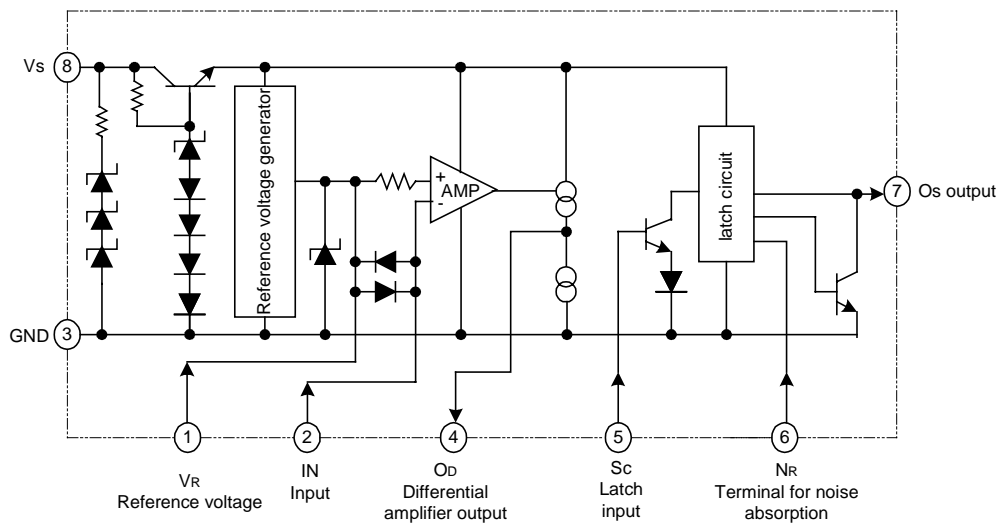 Vs
8
Reference voltage generator
+
AMP
-
latch circuit
7
Os output
GND
3
1
2
4
5
6
VR
Reference voltage
IN
Input
OD
Differential
amplifier output
Sc
Latch
input
NR
Terminal for noise
absorption